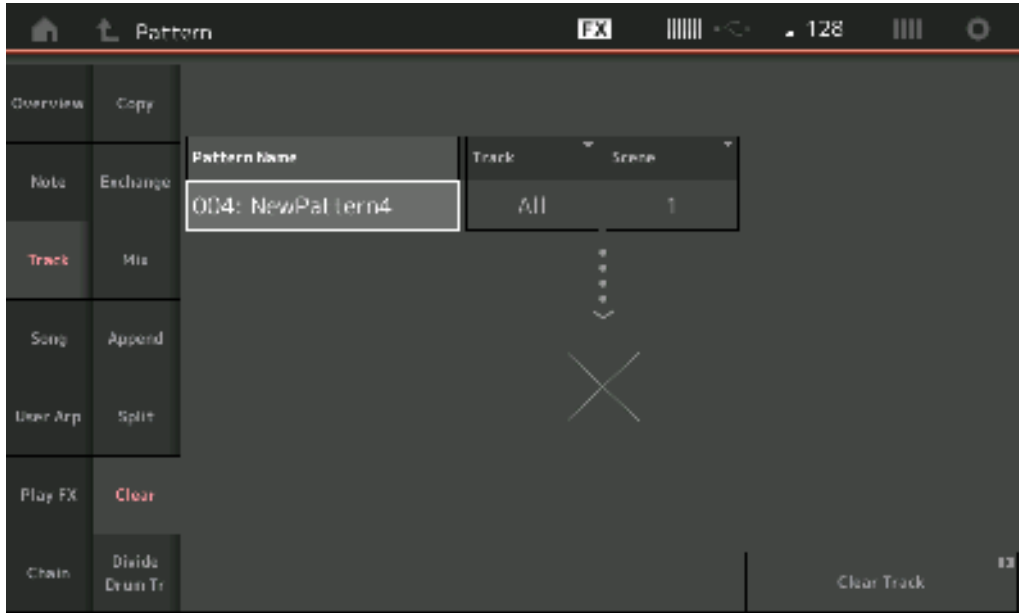 Pattern
FX
128
Overview
Copy
Pattern Name
Track
Scene
Note
Exchange
004: NewPattern4
All
1
Track
Mix
Song
Append
User Arp
Split
Play FX
Clear
Chain
Divide
Drum Tr
Clear Track